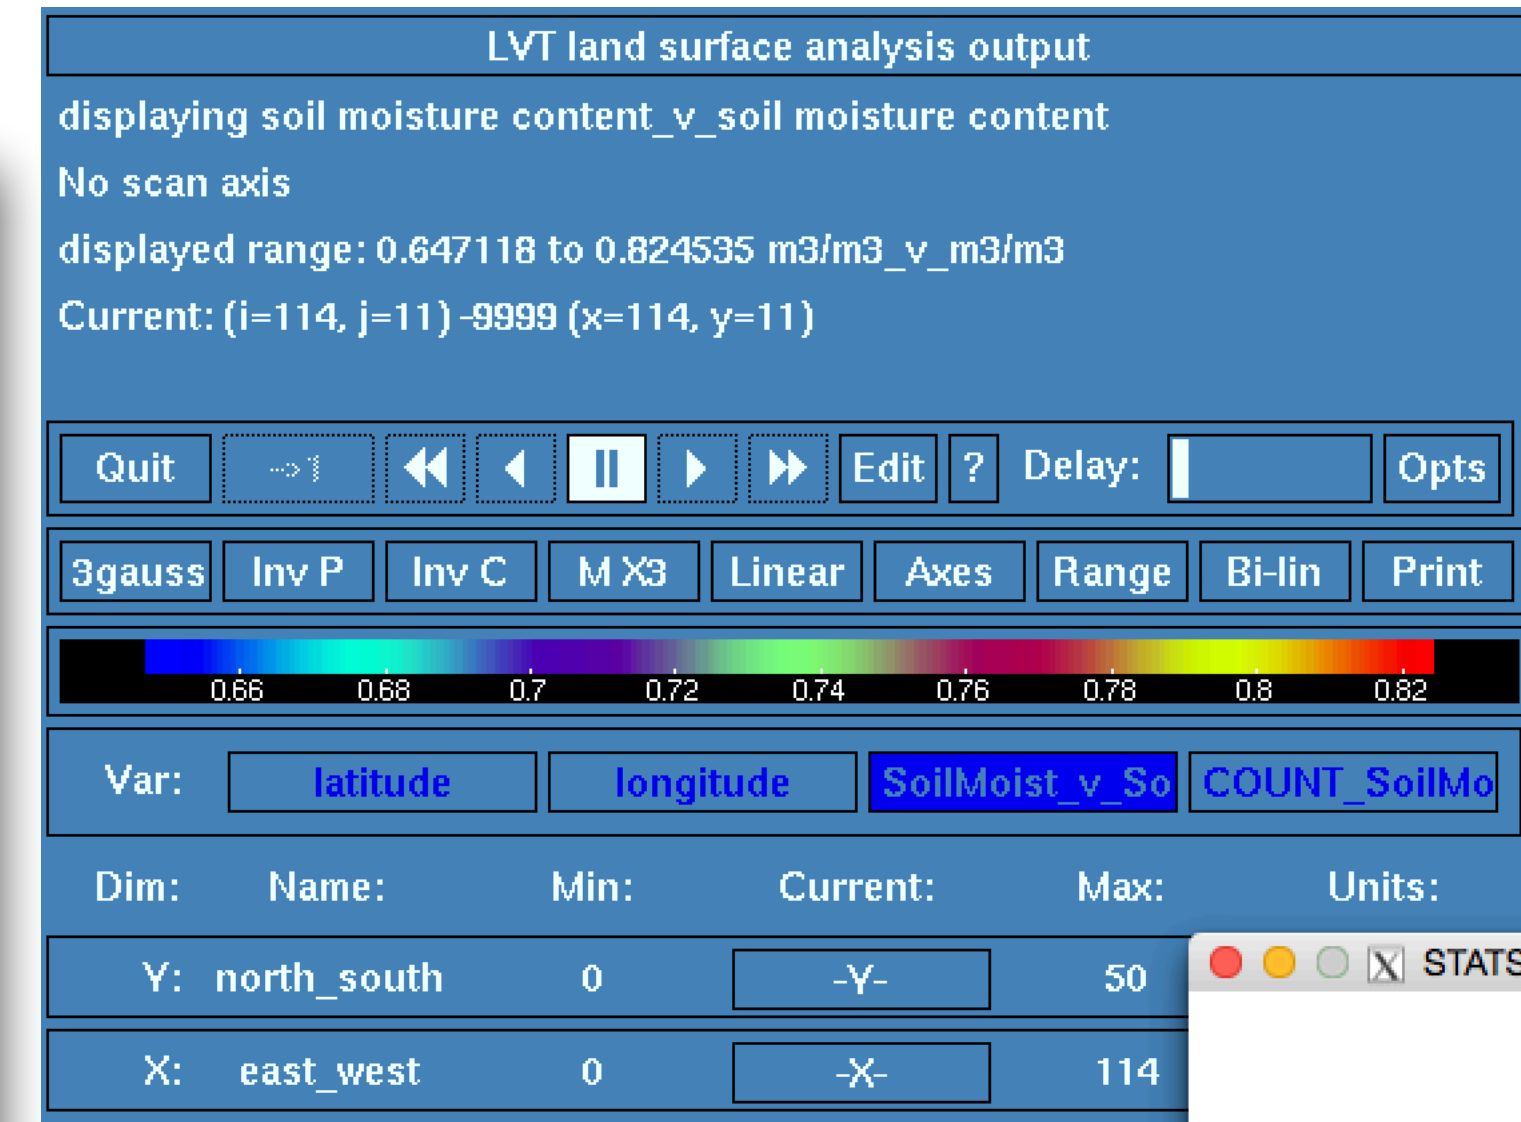 LVT land surface analysis output
displaying soil moisture content_v_soil moisture content
No scan axis
displayed range: 0.647118 to 0.824535 m3/m3_v_m3/m3
Current: (i=114, j=11) -9999 (x=114, y=11)
Quit ->1 Edit ? Delay: Opts
3gauss Inv P Inv C M X3 Linear Axes Range Bi-lin Print
0.66 0.68 0.7 0.72 0.74 0.76 0.78 0.8 0.82
Var: latitude longitude SoilMoist_v_So COUNT_SoilMo
Dim: Name: Min: Current: Max: Units:
Y: north_south 0 -Y- 50
X STATS
X: east_west 0 -X- 114